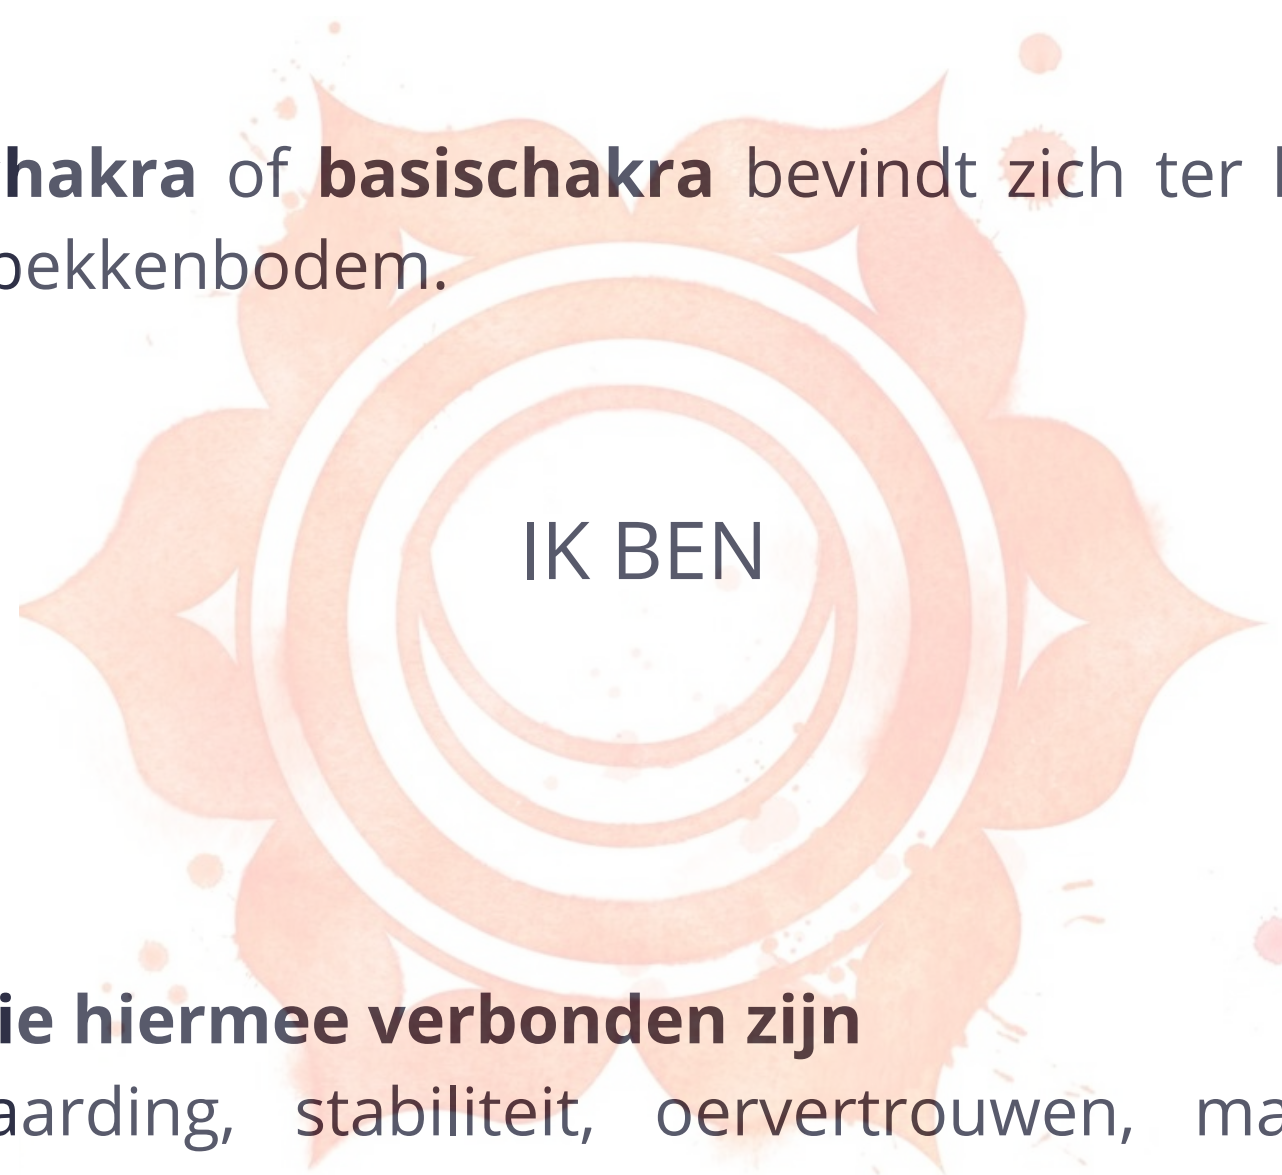 hakra of basischakra bevindt zich ter
bekkenbodem.
IK BEN
ie hiermee verbonden zijn
aarding, stabiliteit, oervertrouwen, ma